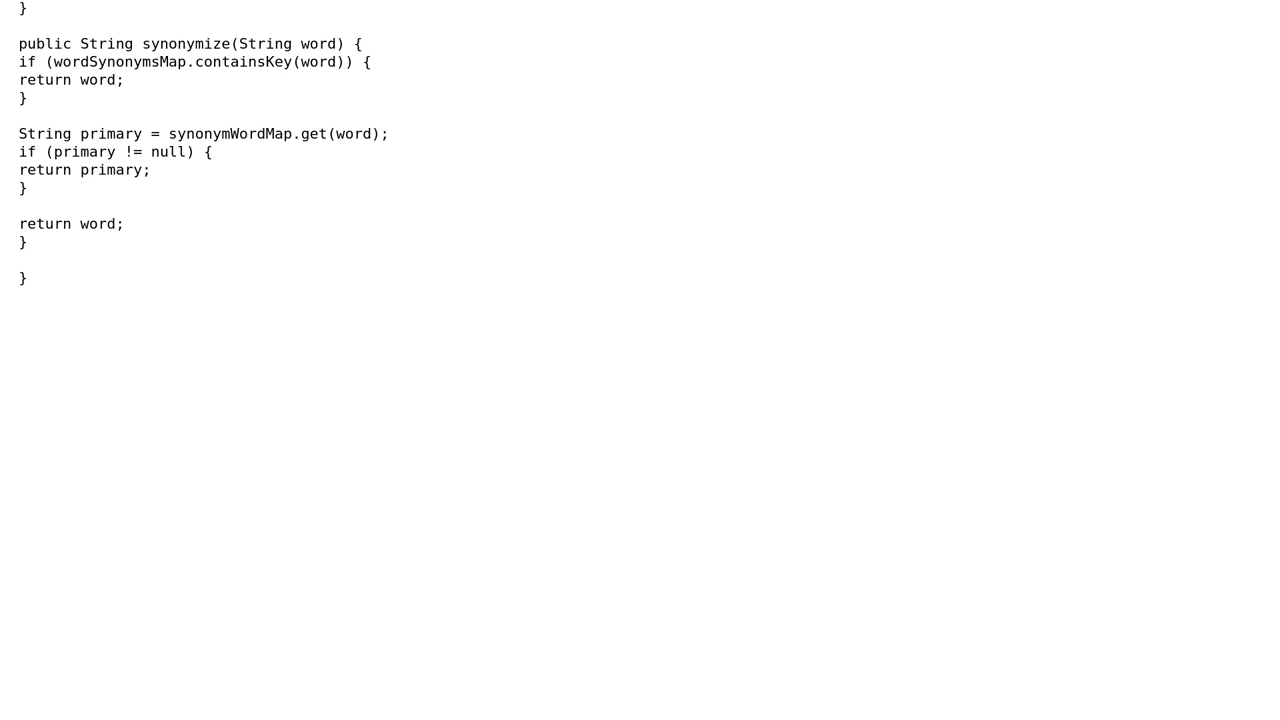 }

public String synonymize(String word) {
if (wordSynonymsMap.containsKey(word)) {
return word;
}

String primary = synonymWordMap.get(word);
if (primary != null) {
return primary;
}

return word;
}

}